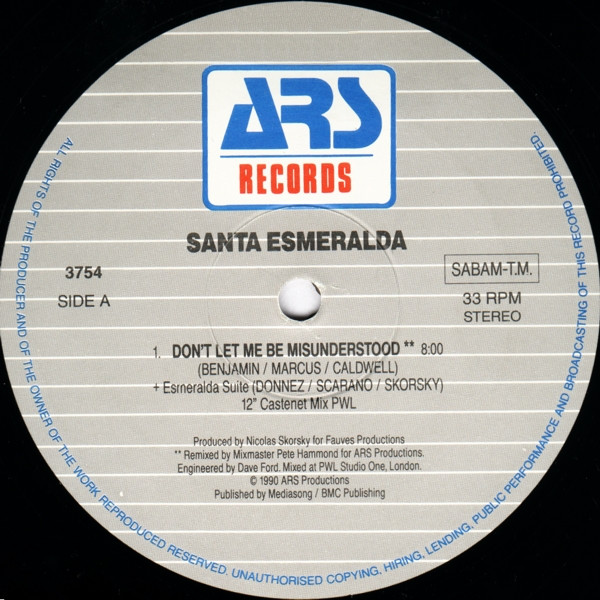 ARS
RECORDS
SANTA ESMERALDA
3754
SIDE A
SABAM-T.M.
33 RPM
STEREO
1. DON'T LET ME BE MISUNDERSTOOD ** 8:00
(BENJAMIN / MARCUS / CALDWELL)
+ Esmeralda Suite (DONNEZ / SCARANO / SKORSKY)
12" Castenet Mix PWL
Produced by Nicolas Skorsky for Fauves Productions
** Remixed by Mixmaster Pete Hammond for ARS Productions.
Engineered by Dave Ford. Mixed at PWL Studio One, London.
© 1990 ARS Productions
Published by Mediasong / BMC Publishing
ALL RIGHTS OF THE PRODUCER AND OF THE OWNER OF THE WORK REPRODUCED RESERVED. UNAUTHORISED COPYING, HIRING, LENDING, PUBLIC PERFORMANCE AND BROADCASTING OF THIS RECORD PROHIBITED.